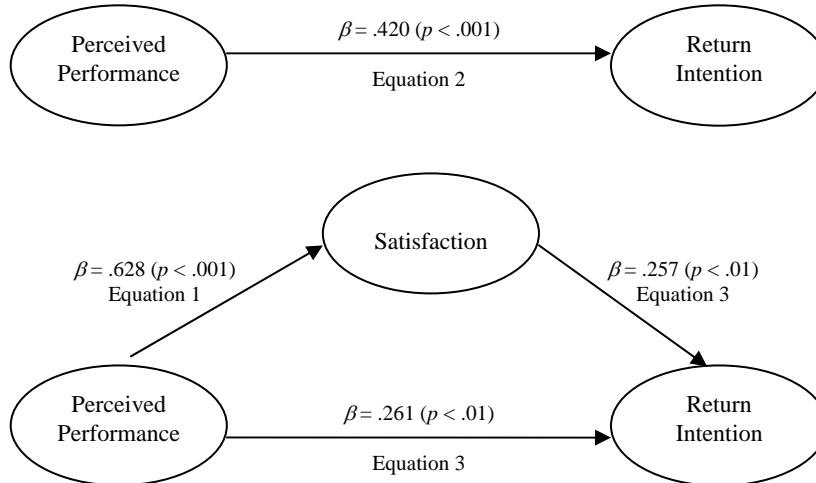 Perceived
Performance
β = .420 (p < .001)
Equation 2
Return
Intention
Satisfaction
β = .628 (p < .001)
Equation 1
β = .257 (p < .01)
Equation 3
Perceived
Performance
β = .261 (p < .01)
Equation 3
Return
Intention